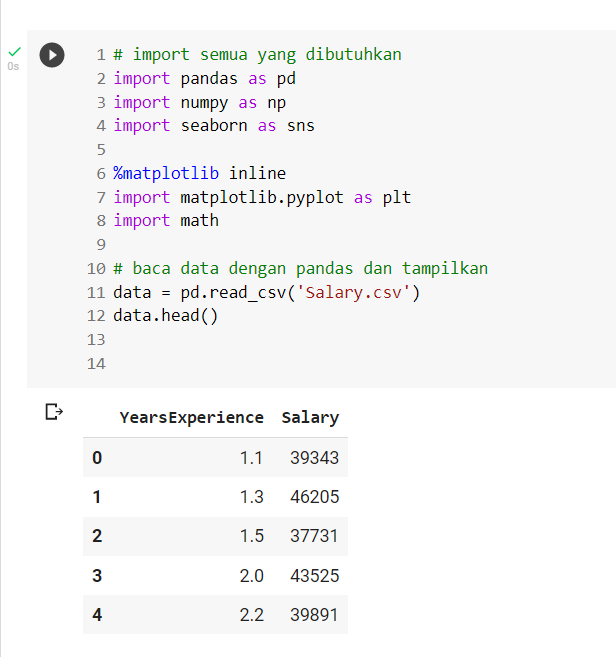 0s
1 # import semua yang dibutuhkan
2 import pandas as pd
3 import numpy as np
4 import seaborn as sns
5
6 %matplotlib inline
7 import matplotlib.pyplot as plt
8 import math
9
10 # baca data dengan pandas dan tampilkan
11 data = pd.read_csv('Salary.csv')
12 data.head()
13
14
YearsExperience Salary
0 1.1 39343
1 1.3 46205
2 1.5 37731
3 2.0 43525
4 2.2 39891